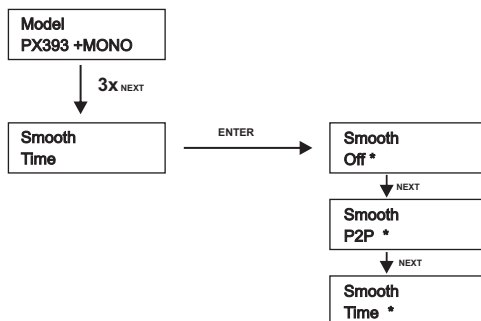 Model
PX393 +MONO
3x NEXT
Smooth
Time
ENTER
Smooth
Off *
NEXT
Smooth
P2P *
NEXT
Smooth
Time *